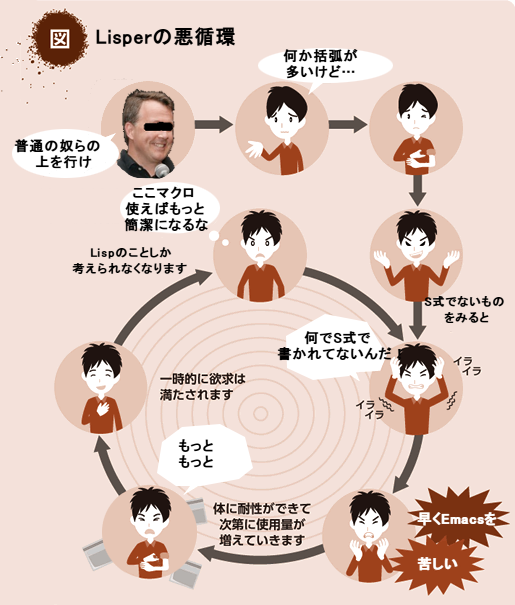 図 Lisperの悪循環
何か括弧が
多いけど…
普通の奴らの
上を行け
ここマクロ
使えばもっと
簡潔になるな
Lispのことしか
考えられなくなります
S式でないもの
をみると
何でS式で
書かれてないんだ!
イラ
イラ
イラ
イラ
一時的に欲求は
満たされます
もっと
もっと
体に耐性ができて
次第に使用量が
増えていきます
早くEmacsを
苦しい